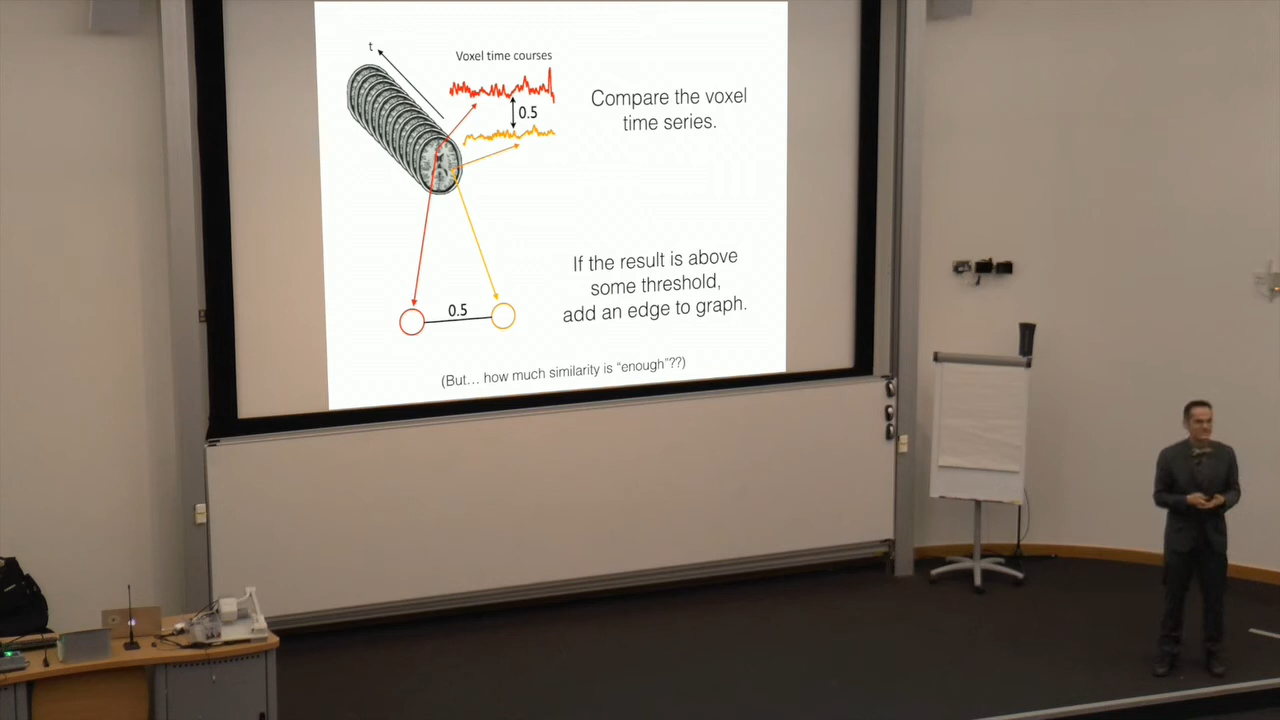 t
Voxel time courses
0.5
Compare the voxel
time series.
If the result is above
some threshold,
add an edge to graph.
0.5
(But... how much similarity is “enough”??)